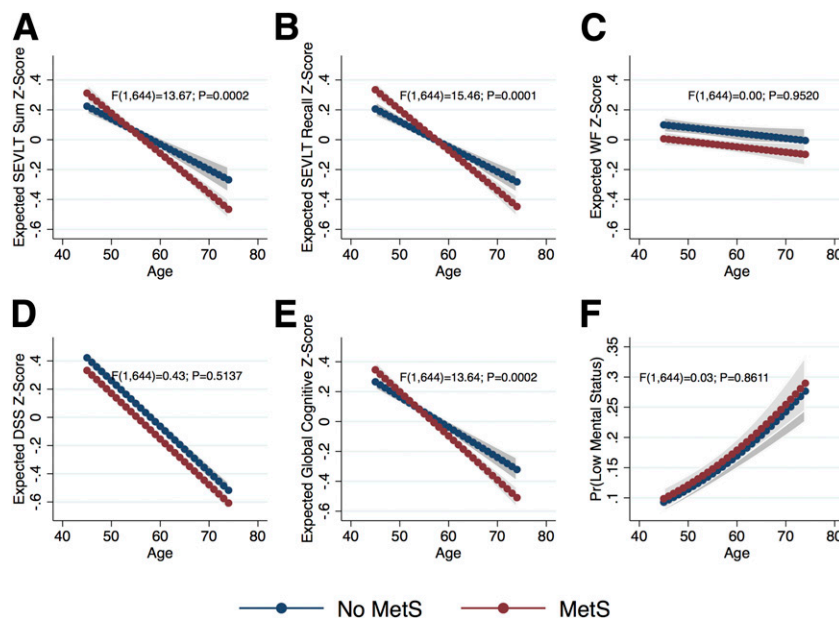 A
Expected SEVLT Sum Z-Score
.4
.2
0
-.2
-.4
-.6
F(1,644)=13.67; P=0.0002
40 50 60 70 80
Age
B
Expected SEVLT Recall Z-Score
.4
.2
0
-.2
-.4
-.6
F(1,644)=15.46; P=0.0001
40 50 60 70 80
Age
C
Expected WF Z-Score
.4
.2
0
-.2
-.4
-.6
F(1,644)=0.00; P=0.9520
40 50 60 70 80
Age
D
Expected DSS Z-Score
.4
.2
0
-.2
-.4
-.6
F(1,644)=0.43; P=0.5137
40 50 60 70 80
Age
E
Expected Global Cognitive Z-Score
.4
.2
0
-.2
-.4
-.6
F(1,644)=13.64; P=0.0002
40 50 60 70 80
Age
F
Pr(Low Mental Status)
.35
.3
.25
.2
.15
.1
F(1,644)=0.03; P=0.8611
40 50 60 70 80
Age
No MetS MetS